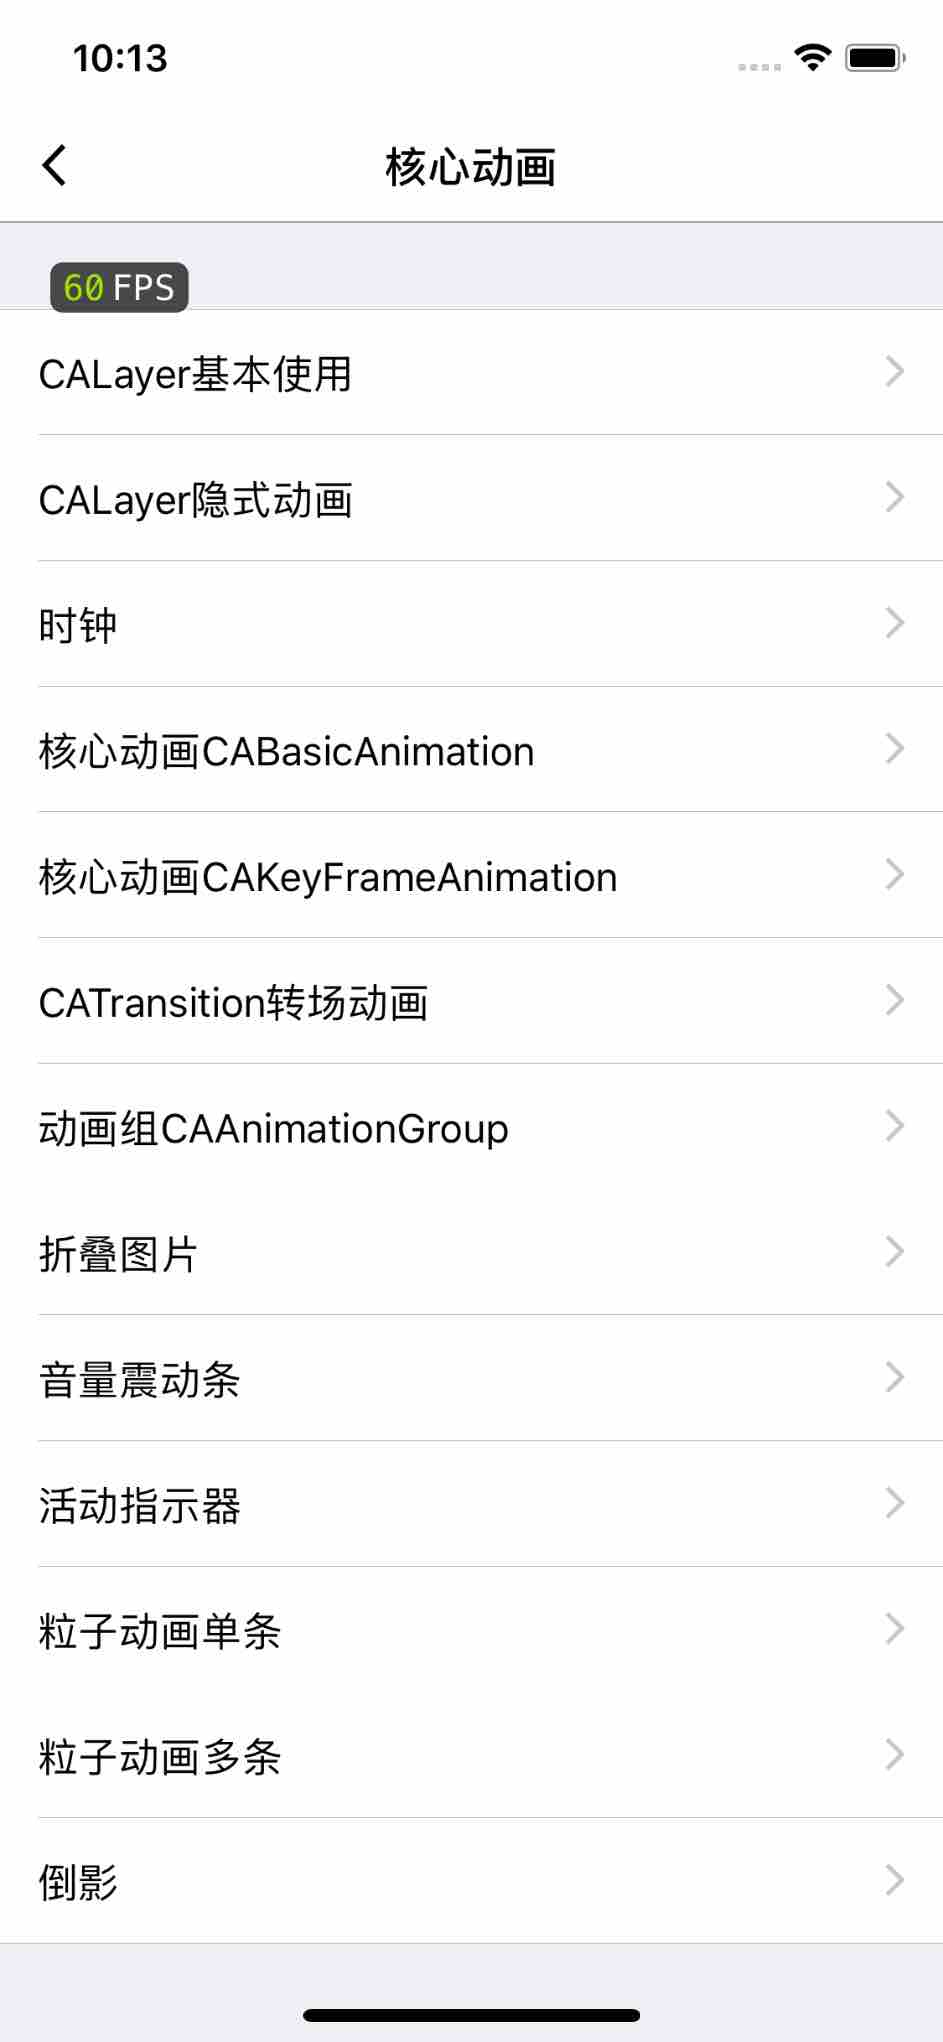 10:13
核心动画
60 FPS
CALayer基本使用
CALayer隐式动画
时钟
核心动画CABasicAnimation
核心动画CAKeyFrameAnimation
CATransition转场动画
动画组CAAnimationGroup
折叠图片
音量震动条
活动指示器
粒子动画单条
粒子动画多条
倒影